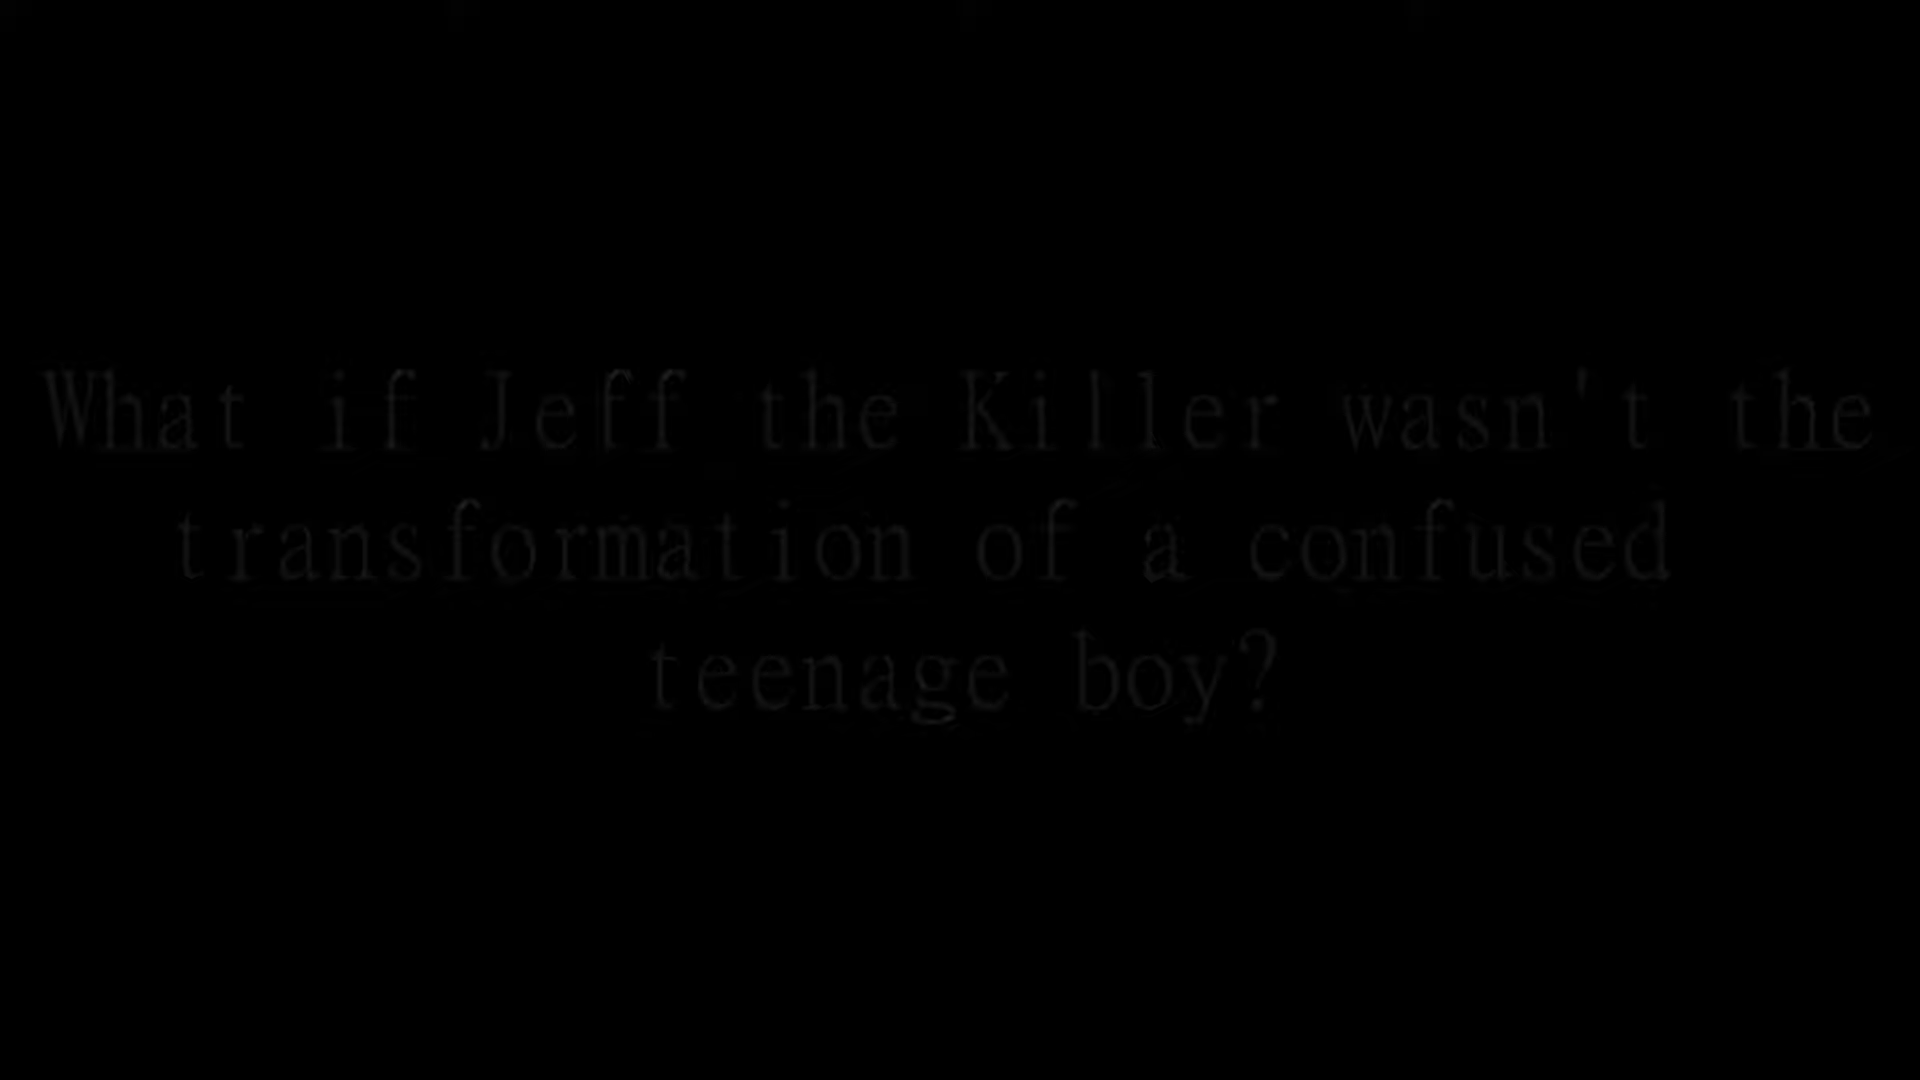 What if Jeff the Killer wasn't the
transformation of a confused
teenage boy?